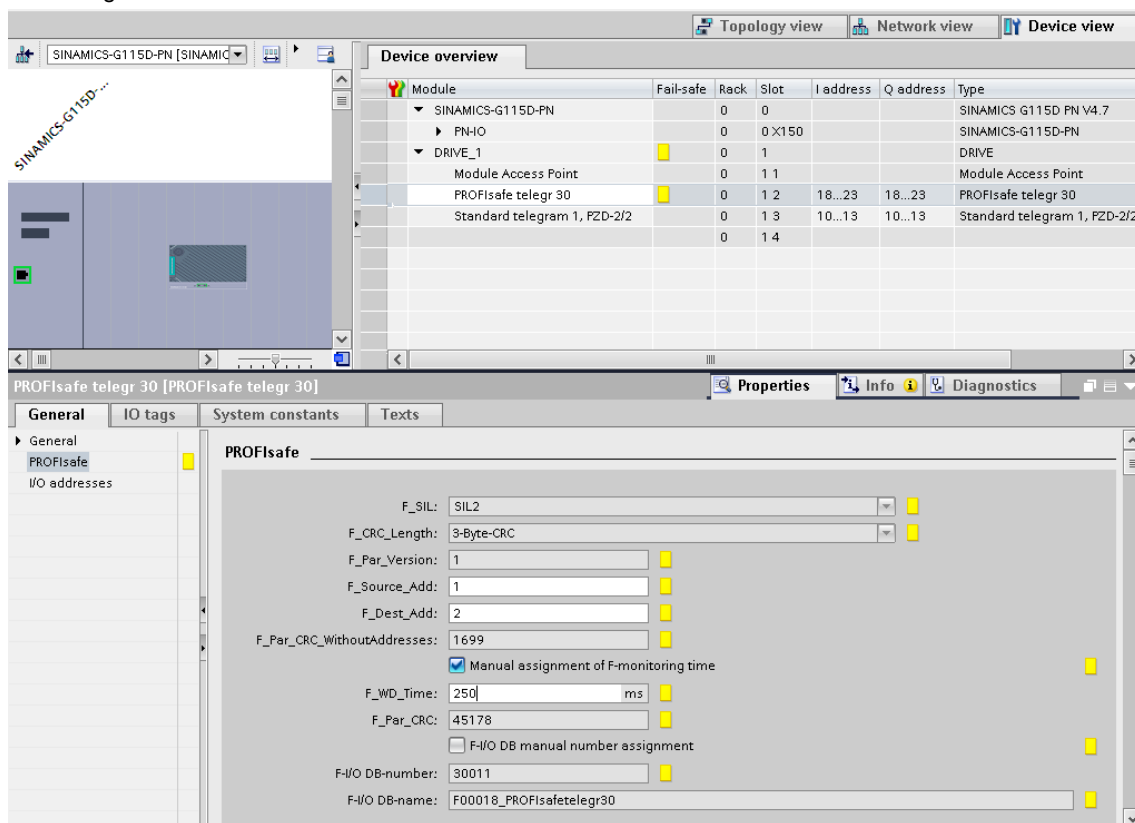 Topology view Network view Device view
SINAMICS-G115D-PN [SINAMIC
Device overview
SINAMICS-G115D-...
Module Fail-safe Rack Slot I address Q address Type
SINAMICS-G115D-PN 0 0 SINAMICS G115D PN V4.7
PN-IO 0 0 X150 SINAMICS-G115D-PN
DRIVE_1 0 1 DRIVE
Module Access Point 0 1 1 Module Access Point
PROFIsafe telegr 30 0 1 2 18...23 18...23 PROFIsafe telegr 30
Standard telegram 1, PZD-2/2 0 1 3 10...13 10...13 Standard telegram 1, PZD-2/2
0 1 4
PROFIsafe telegr 30 [PROFIsafe telegr 30] Properties Info Diagnostics
General IO tags System constants Texts
General
PROFIsafe
I/O addresses
PROFIsafe
F_SIL: SIL2
F_CRC_Length: 3-Byte-CRC
F_Par_Version: 1
F_Source_Add: 1
F_Dest_Add: 2
F_Par_CRC_WithoutAddresses: 1699
Manual assignment of F-monitoring time
F_WD_Time: 250 ms
F_Par_CRC: 45178
F-I/O DB manual number assignment
F-I/O DB-number: 30011
F-I/O DB-name: F00018_PROFIsafetelegr30